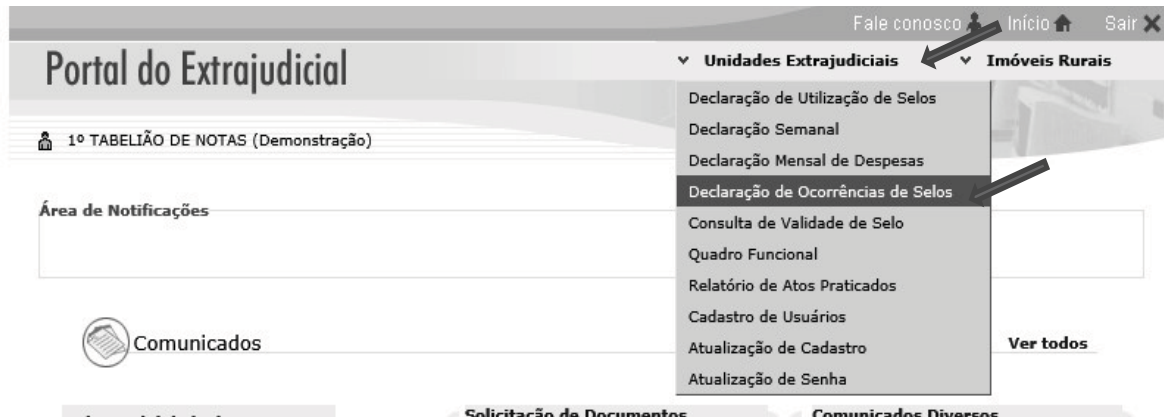 Fale conosco Início Sair
Portal do Extrajudicial
Unidades Extrajudiciais Imóveis Rurais
Declaração de Utilização de Selos
Declaração Semanal
Declaração Mensal de Despesas
Declaração de Ocorrências de Selos
Consulta de Validade de Selo
Quadro Funcional
Relatório de Atos Praticados
Cadastro de Usuários
Atualização de Cadastro
Atualização de Senha
1º TABELIÃO DE NOTAS (Demonstração)
Área de Notificações
Comunicados
Ver todos
Solicitação de Documentos Comunicados Diversos